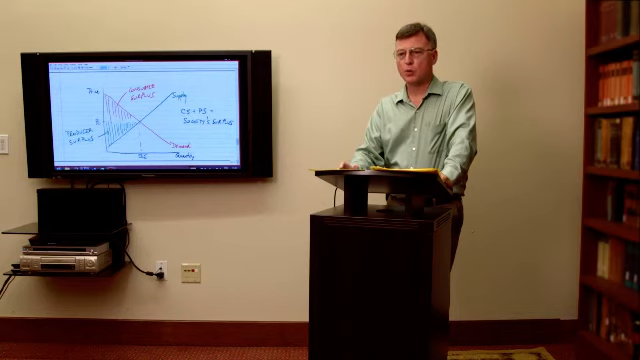 Price
CONSUMER
SURPLUS
Supply
CS + PS =
SOCIETY'S SURPLUS
PRODUCER
SURPLUS
Demand
Quantity